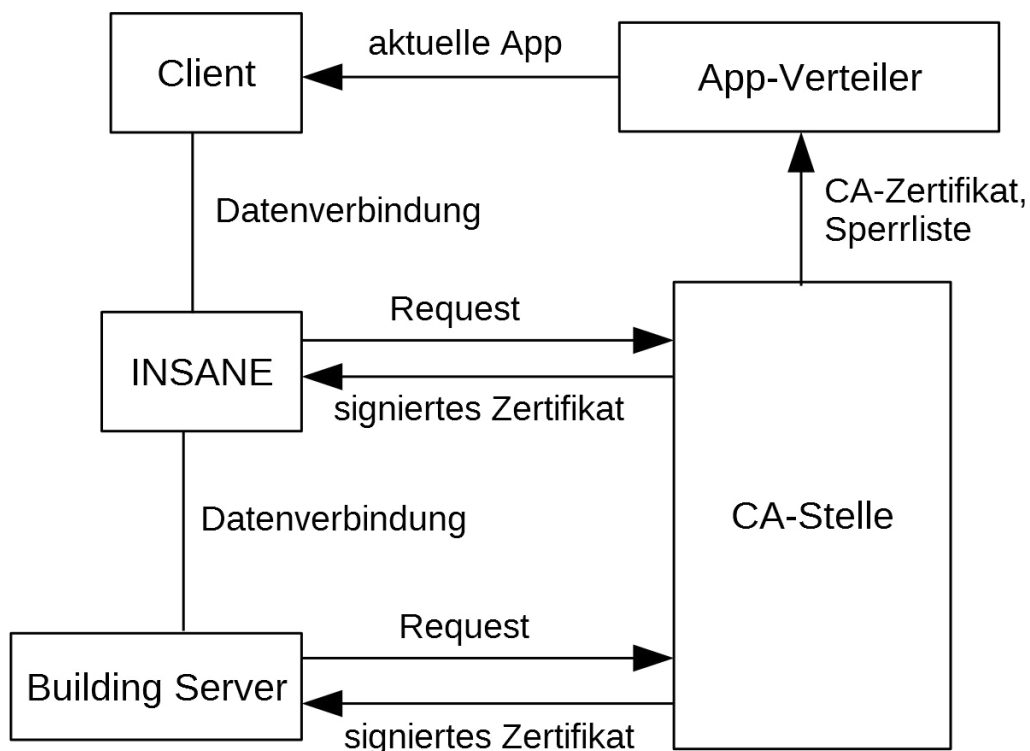 aktuelle App
Client
App-Verteiler
CA-Zertifikat,
Sperrliste
Datenverbindung
Request
INSANE
signiertes Zertifikat
CA-Stelle
Datenverbindung
Request
Building Server
signiertes Zertifikat